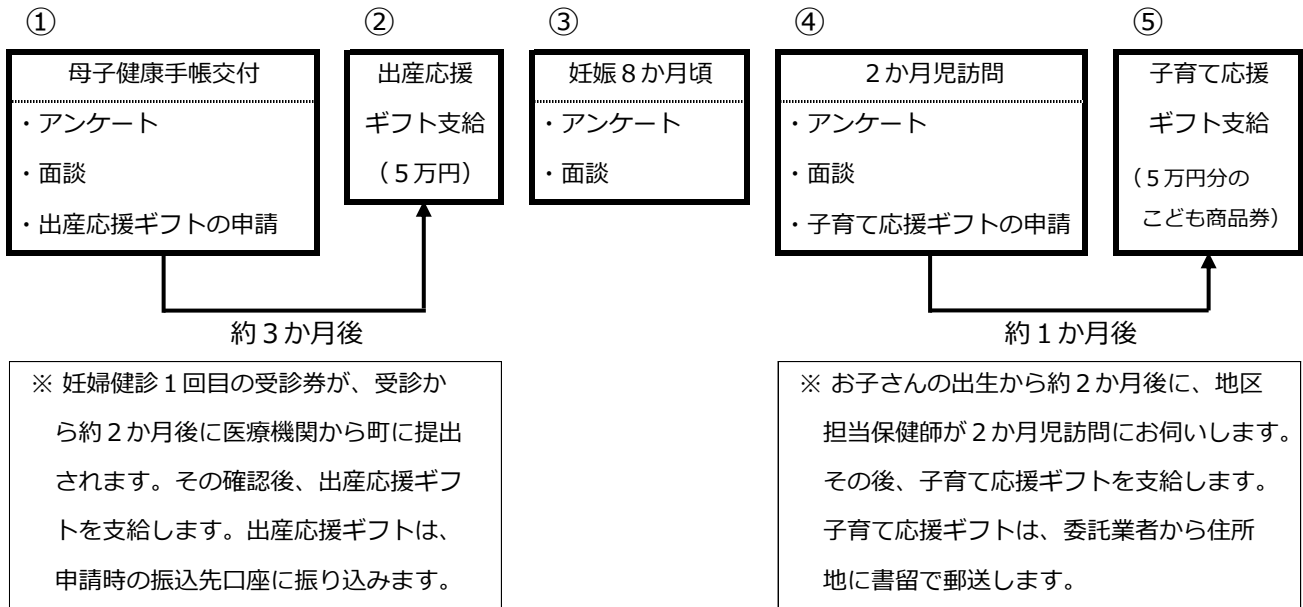 ①
母子健康手帳交付
・アンケート
・面談
・出産応援ギフトの申請
②
出産応援
ギフト支給
（５万円）
③
妊娠８か月頃
・アンケート
・面談
④
２か月児訪問
・アンケート
・面談
・子育て応援ギフトの申請
⑤
子育て応援
ギフト支給
（５万円分の
こども商品券）
約３か月後
約１か月後
※ 妊婦健診１回目の受診券が、受診か
ら約２か月後に医療機関から町に提出
されます。その確認後、出産応援ギフ
トを支給します。出産応援ギフトは、
申請時の振込先口座に振り込みます。
※ お子さんの出生から約２か月後に、地区
担当保健師が２か月児訪問にお伺いします。
その後、子育て応援ギフトを支給します。
子育て応援ギフトは、委託業者から住所
地に書留で郵送します。